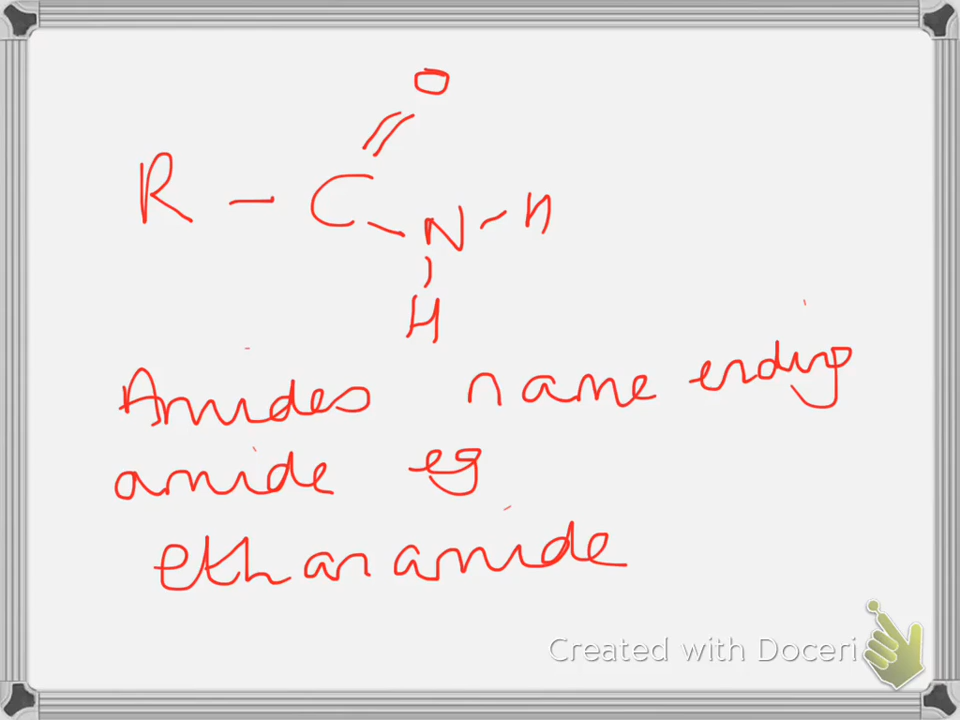 O
R - C
N - H
H
Amides name ending
amide eg
ethanamide
Created with Doceri